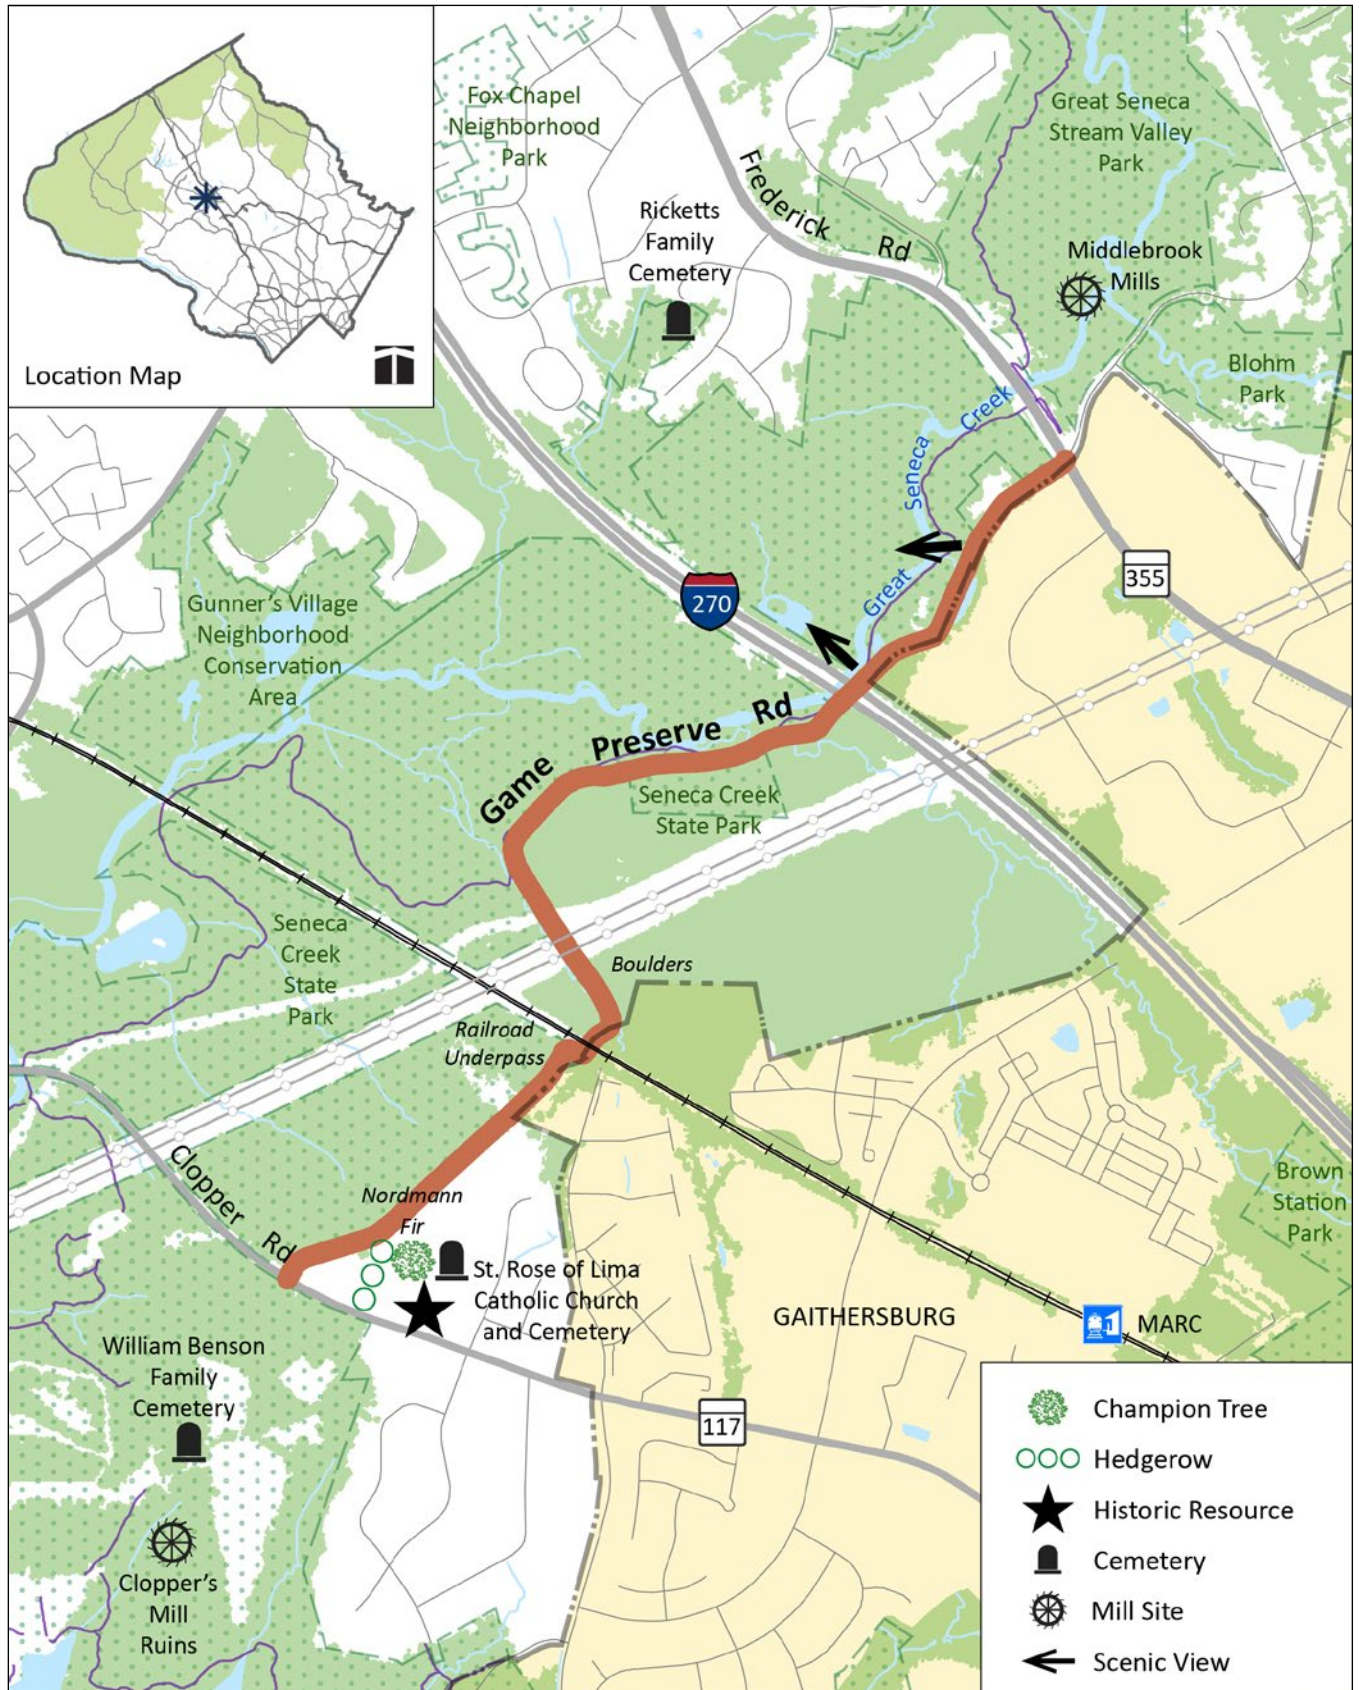 Location Map
Fox Chapel
Neighborhood
Park
Great Seneca
Stream Valley
Park
Frederick Rd
Ricketts
Family
Cemetery
Middlebrook
Mills
Blohm
Park
Seneca Creek
Great
355
270
Gunner's Village
Neighborhood
Conservation
Area
Game Preserve Rd
Seneca Creek
State Park
Seneca
Creek
State
Park
Boulders
Railroad
Underpass
Clopper Rd
Nordmann
Fir
St. Rose of Lima
Catholic Church
and Cemetery
Brown
Station
Park
GAITHERSBURG
MARC
William Benson
Family
Cemetery
117
Clopper's
Mill
Ruins
Champion Tree
Hedgerow
Historic Resource
Cemetery
Mill Site
Scenic View